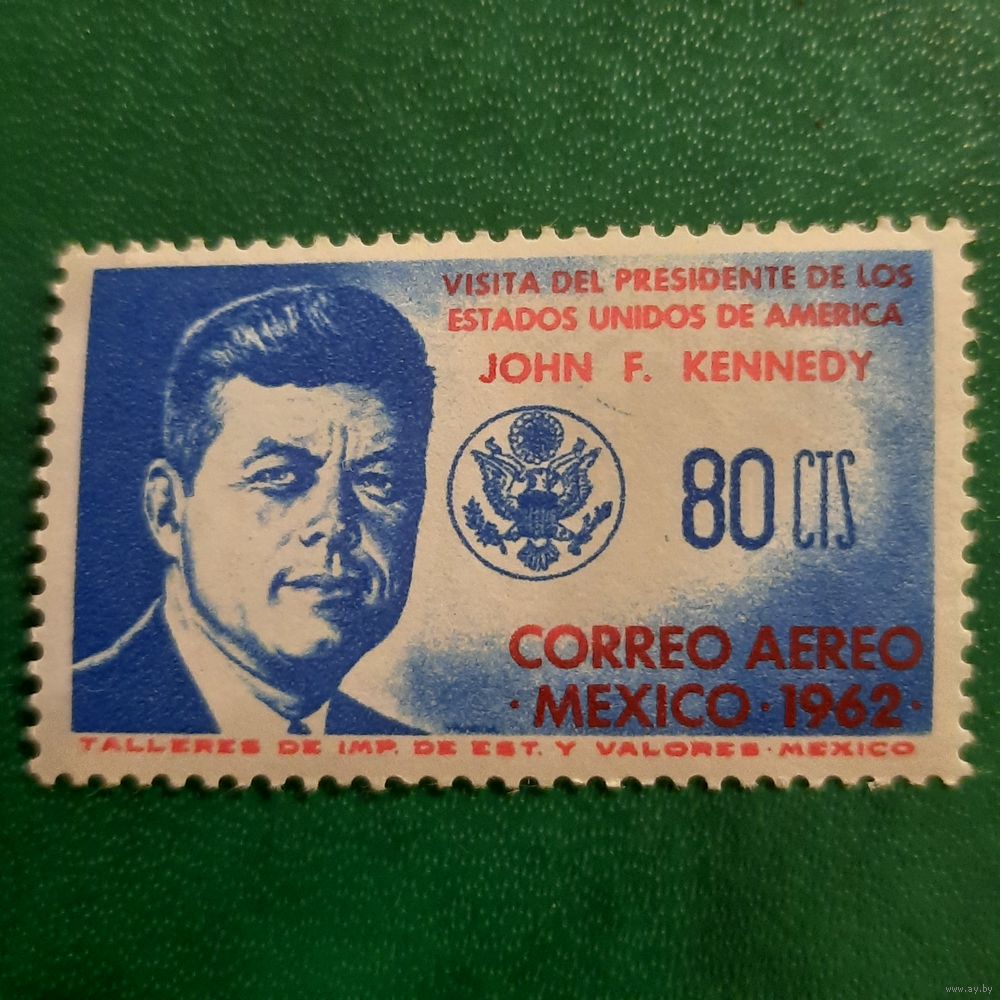 VISITA DEL PRESIDENTE DE LOS
ESTADOS UNIDOS DE AMERICA
JOHN F. KENNEDY
80 CTS
CORREO AEREO
· MEXICO · 1962 ·
TALLERES DE IMP. DE EST. Y VALORES · MEXICO
www.ay.by